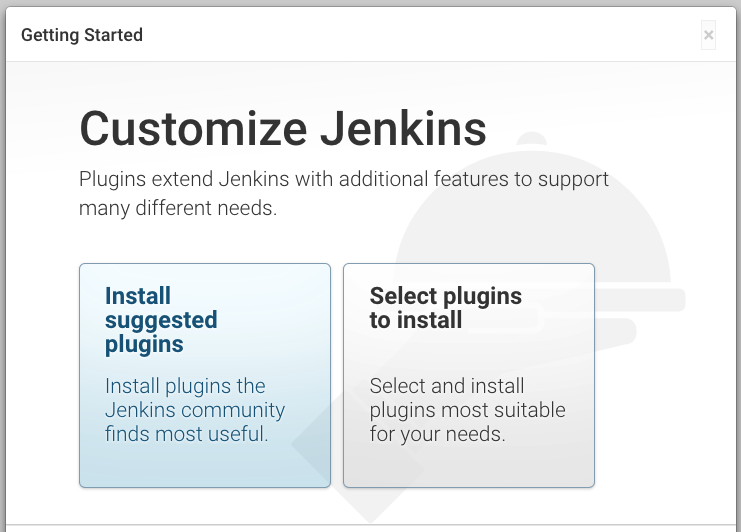 Getting Started
×
Customize Jenkins
Plugins extend Jenkins with additional features to support
many different needs.
Install
suggested
plugins
Install plugins the
Jenkins community
finds most useful.
Select plugins
to install
Select and install
plugins most suitable
for your needs.